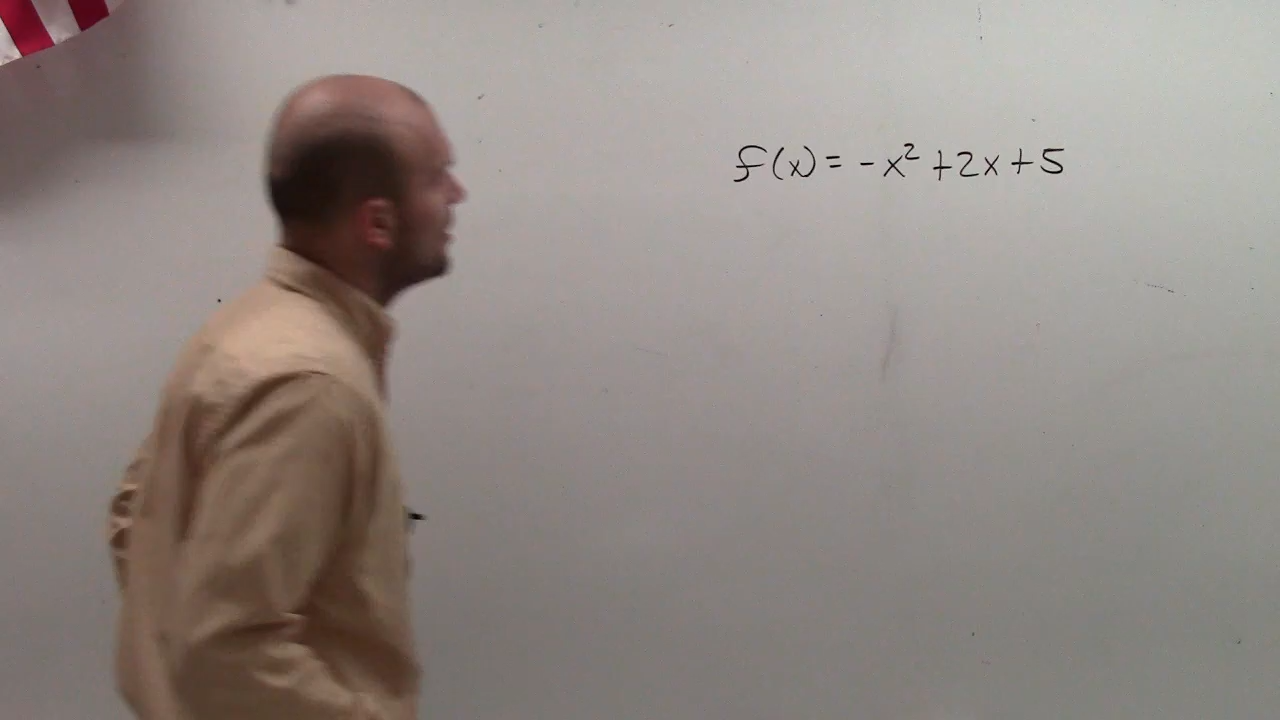 f(x) = -x² + 2x + 5